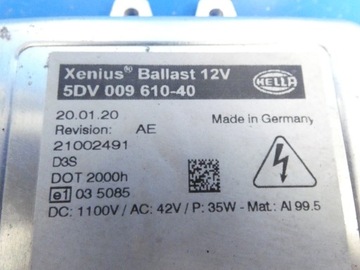 Xenius® Ballast 12V
5DV 009 610-40
HELLA
20.01.20
Made in Germany
Revision: AE
21002491
D3S
DOT 2000h
e1 03 5085
DC: 1100V / AC: 42V / P: 35W - Mat.: Al 99.5